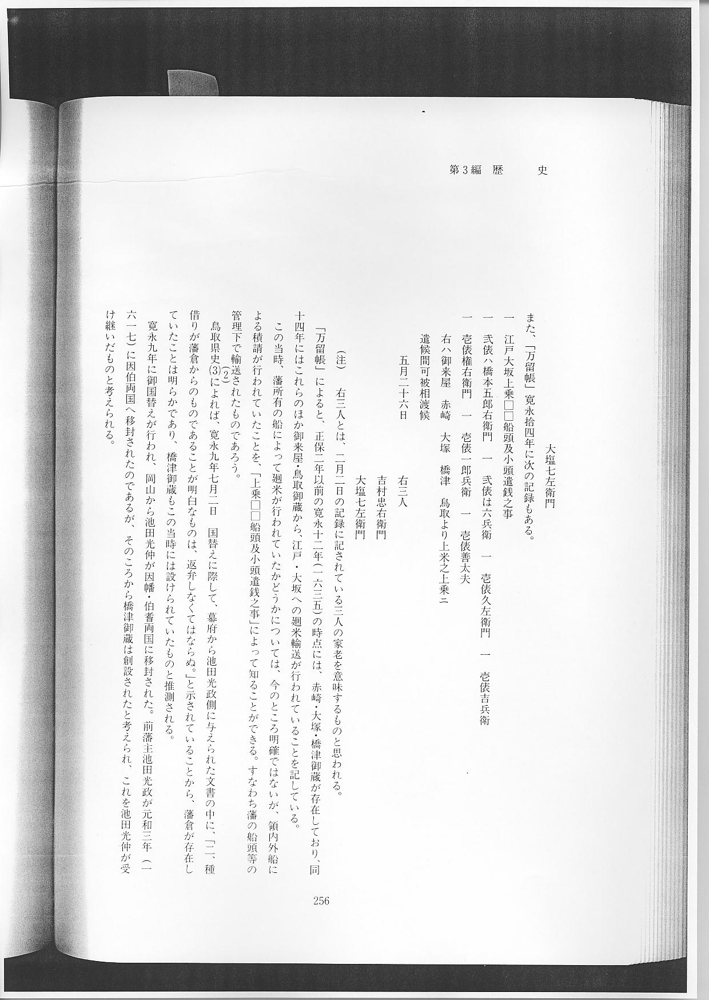 第3編 歴 史
大塩七左衛門
また、「万留帳」寛永拾四年に次の記録もある。
一 江戸大坂上乗□□船頭及小頭遣銭之事
一 弐俵ハ橋本五郎右衛門 一 弐俵は六兵衛 一 壱俵久左衛門 一 壱俵吉兵衛
一 壱俵権右衛門 一 壱俵一郎兵衛 一 壱俵善太夫
右ハ御来屋 赤崎 大塚 橋津 鳥取より上米之上乗ニ
遣候間可被相渡候
五月二十六日 右三人
吉村忠右衛門
大塩七左衛門
(注) 右三人とは、二月二日の記録に記されている三人の家老を意味するものと思われる。
「万留帳」によると、正保二年以前の寛永十二年(一六三五)の時点には、赤崎・大塚・橋津御蔵が存在しており、同
十四年にはこれらのほか御来屋・鳥取御蔵から、江戸・大坂への廻米輸送が行われていることを記している。
この当時、藩所有の船によって廻米が行われていたかどうかについては、今のところ明確ではないが、領内外船に
よる積請が行われていたことを、「上乗□□船頭及小頭遣銭之事」によって知ることができる。すなわち藩の船頭等の
管理下で輸送されたものであろう。
(2)
鳥取県史(3)によれば、寛永九年七月二日 国替えに際して、幕府から池田光政側に与えられた文書の中に、「二、種
借りが藩倉からのものであることが明白なものは、返弁しなくてはならぬ。」と示されていることから、藩倉が存在し
ていたことは明らかであり、橋津御蔵もこの当時には設けられていたものと推測される。
寛永九年に御国替えが行われ、岡山から池田光仲が因幡・伯耆両国に移封された。前藩主池田光政が元和三年(一
六一七)に因伯両国へ移封されたのであるが、そのころから橋津御蔵は創設されたと考えられ、これを池田光仲が受
け継いだものと考えられる。
256